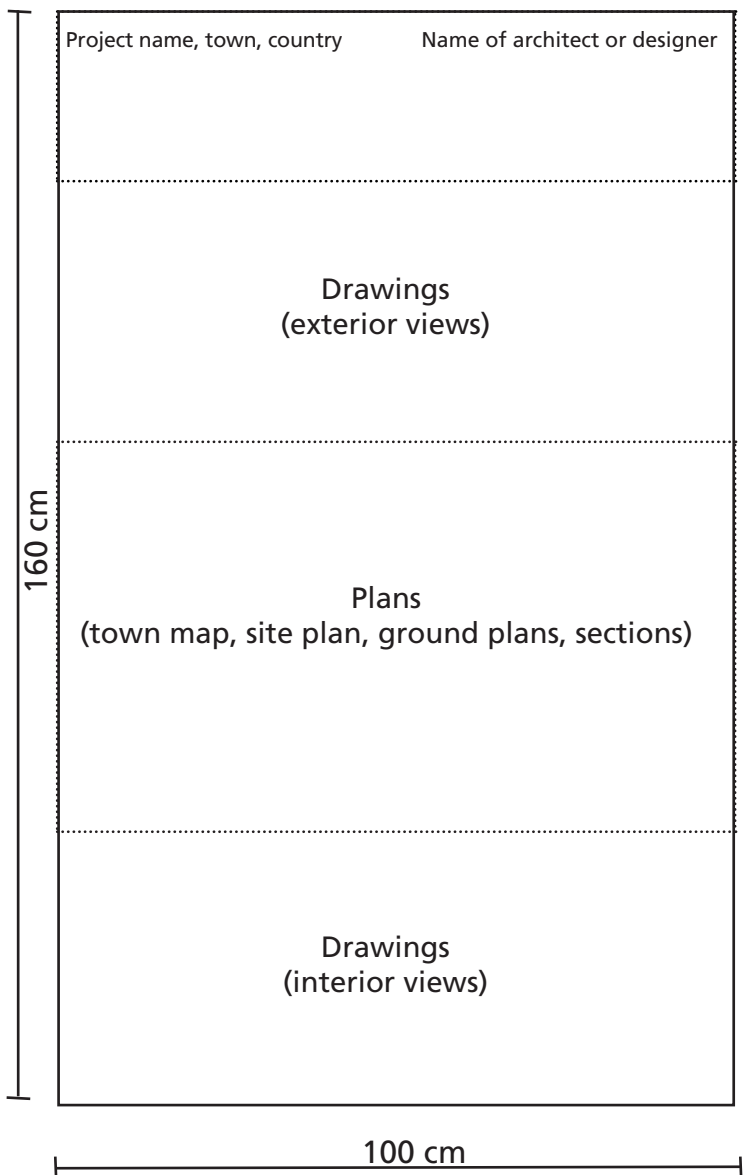 Project name, town, country
Name of architect or designer
Drawings
(exterior views)
160 cm
Plans
(town map, site plan, ground plans, sections)
Drawings
(interior views)
100 cm